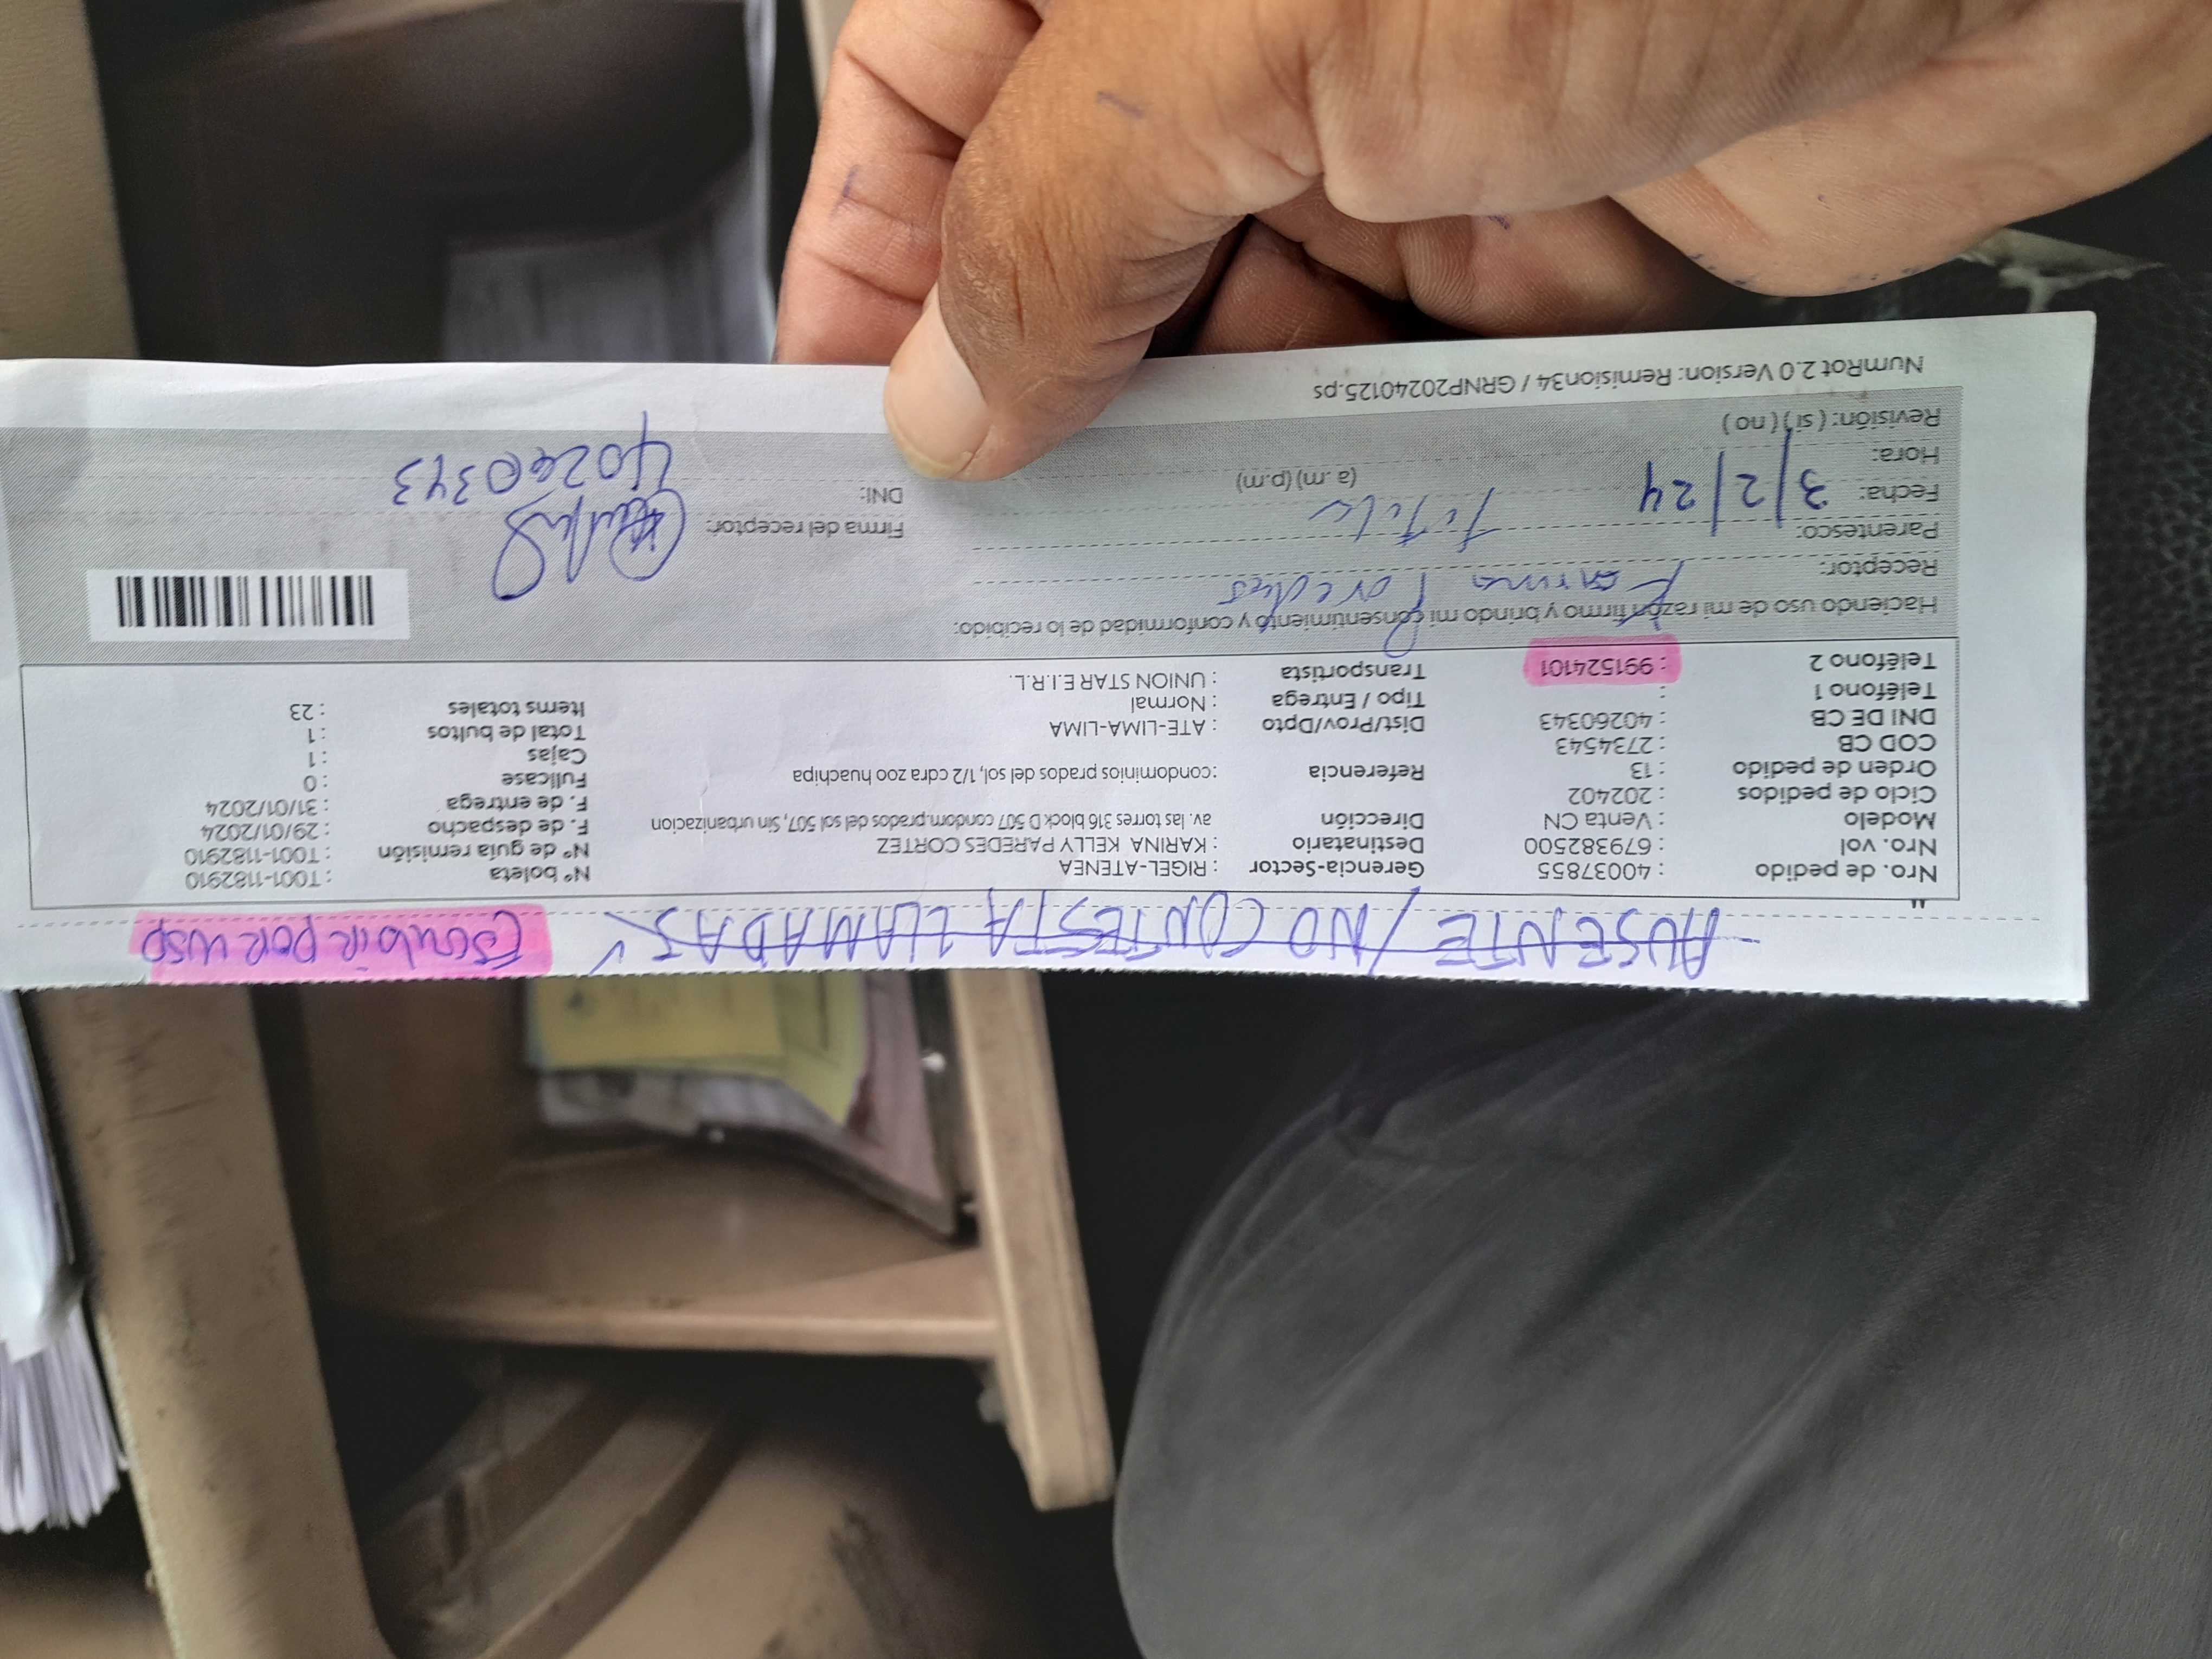 AUSENTE / NO CONTESTA LLAMADAS Escribir POR WSP
Nro. de pedido : 40037855 Gerencia-Sector : RIGEL-ATENEA N° boleta : T001-1182910
Nro. vol : 679382500 Destinatario : KARINA KELLY PAREDES CORTEZ N° de guía remisión : T001-1182910
Modelo : Venta CN Dirección av. las torres 316 block D 507 condom.prados del sol 507, Sin urbanizacion F. de despacho : 29/01/2024
Ciclo de pedidos : 202402 F. de entrega : 31/01/2024
Orden de pedido : 13 Referencia :condominios prados del sol, 1/2 cdra zoo huachipa Fullcase : 0
COD CB : 2734543 Cajas : 1
DNI DE CB : 40260343 Dist/Prov/Dpto : ATE-LIMA-LIMA Total de bultos : 1
Teléfono 1 : Tipo / Entrega : Normal Items totales : 23
Teléfono 2 : 991524101 Transportista : UNION STAR E.I.R.L.
Haciendo uso de mi razón firmo y brindo mi consentimiento y conformidad de lo recibido:
Receptor: Karina Paredes
Parentesco: Titular Firma del receptor:
Fecha: 3/2/24 DNI: 40260343
Hora: (a .m) (p.m)
Revisión: ( si ) ( no )
NumRot 2.0 Version: Remision34 / GRNP20240125.ps